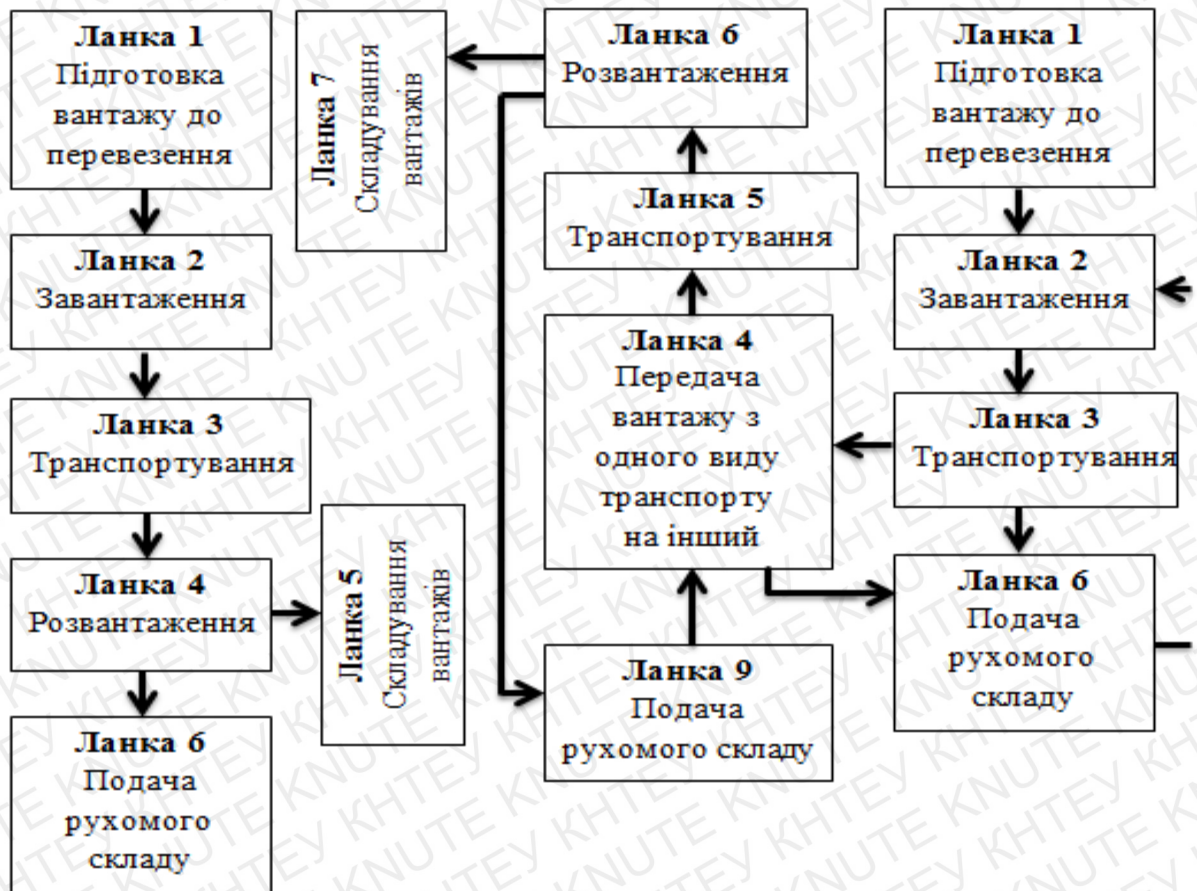 Ланка 1
Підготовка
вантажу до
перевезення
Ланка 2
Завантаження
Ланка 3
Транспортування
Ланка 4
Розвантаження
Ланка 6
Подача
рухомого
складу
Ланка 7
Складування
вантажів
Ланка 5
Складування
вантажів
Ланка 6
Розвантаження
Ланка 5
Транспортування
Ланка 4
Передача
вантажу з
одного виду
транспорту
на інший
Ланка 9
Подача
рухомого складу
Ланка 1
Підготовка
вантажу до
перевезення
Ланка 2
Завантаження
Ланка 3
Транспортування
Ланка 6
Подача
рухомого
складу
KNUTE КНТЕУ